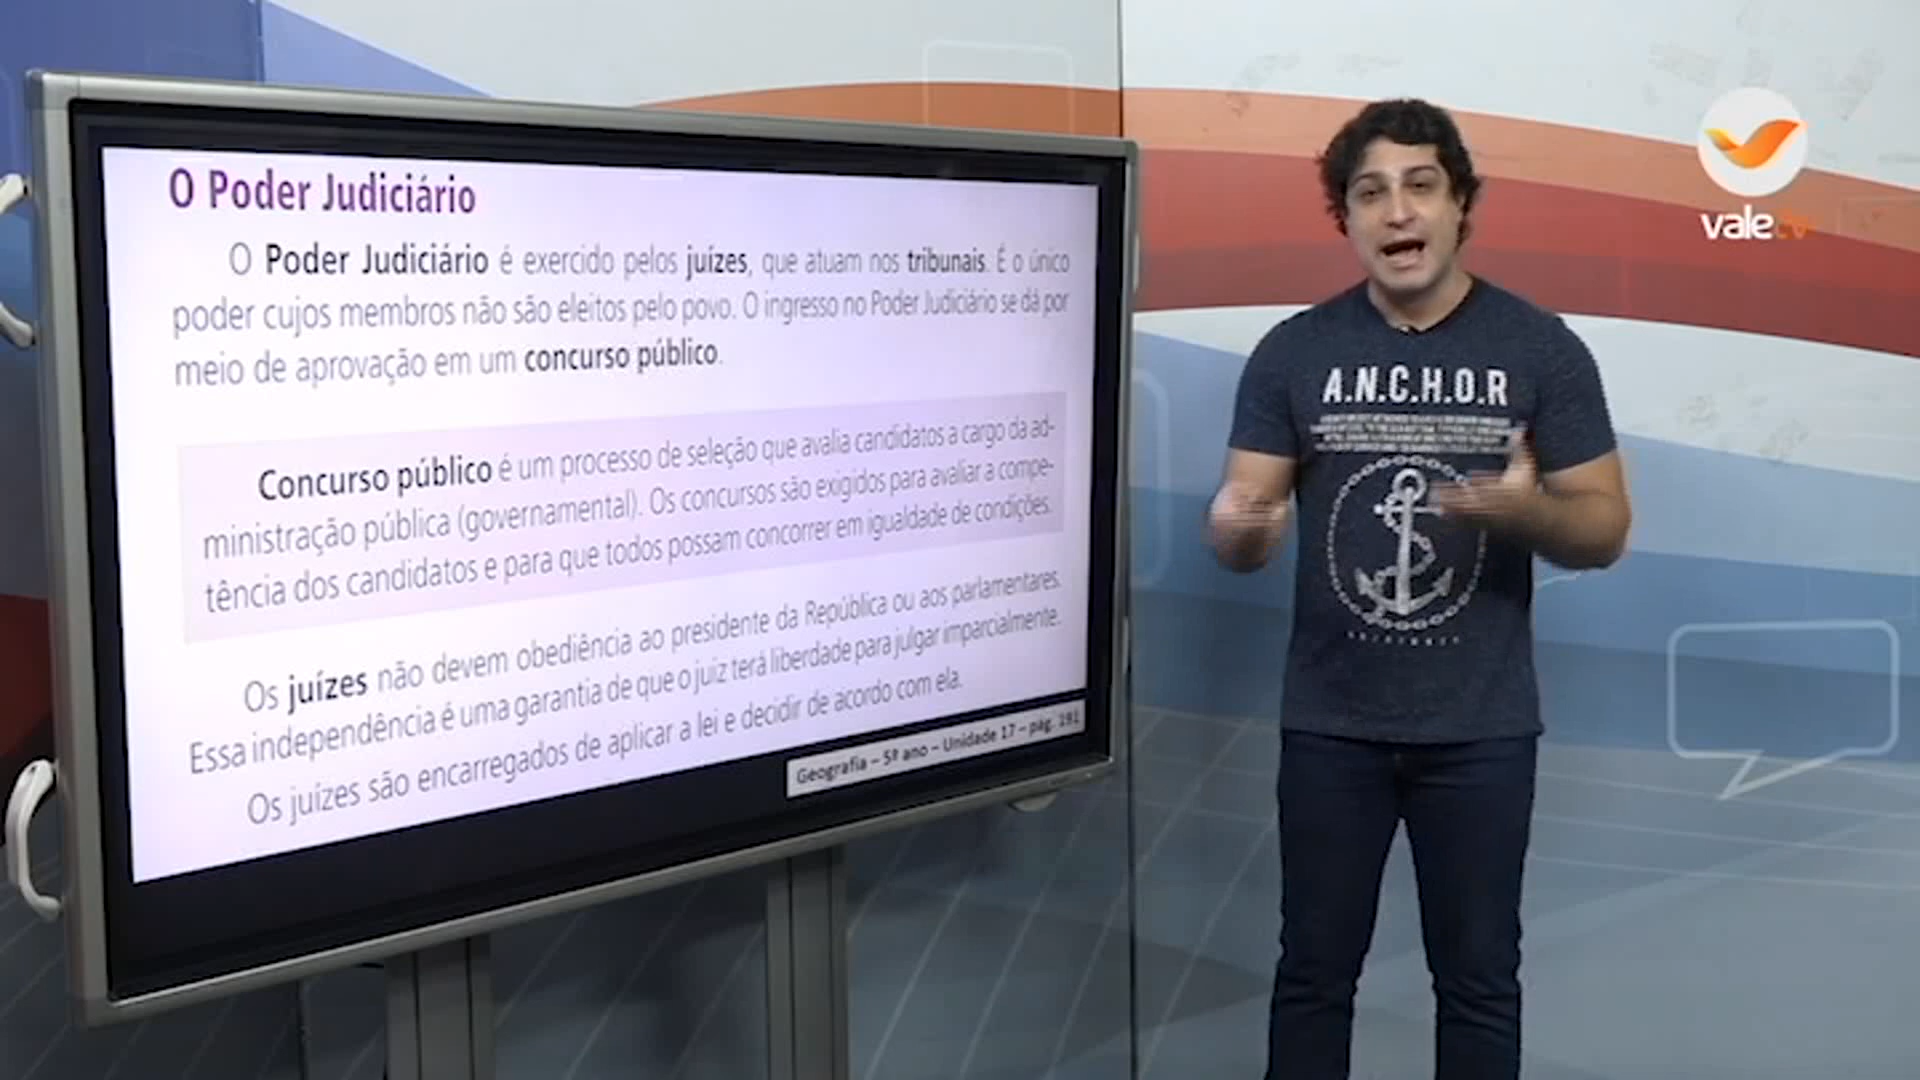 O Poder Judiciário
O Poder Judiciário é exercido pelos juízes, que atuam nos tribunais. É o único
poder cujos membros não são eleitos pelo povo. O ingresso no Poder Judiciário se dá por
meio de aprovação em um concurso público.
Concurso público é um processo de seleção que avalia candidatos a cargo da ad-
ministração pública (governamental). Os concursos são exigidos para avaliar a compe-
tência dos candidatos e para que todos possam concorrer em igualdade de condições.
Os juízes não devem obediência ao presidente da República ou aos parlamentares.
Essa independência é uma garantia de que o juiz terá liberdade para julgar imparcialmente.
Os juízes são encarregados de aplicar a lei e decidir de acordo com ela.
Geografia – 5º ano – Unidade 17 – pág. 191
vale tv
A.N.C.H.O.R